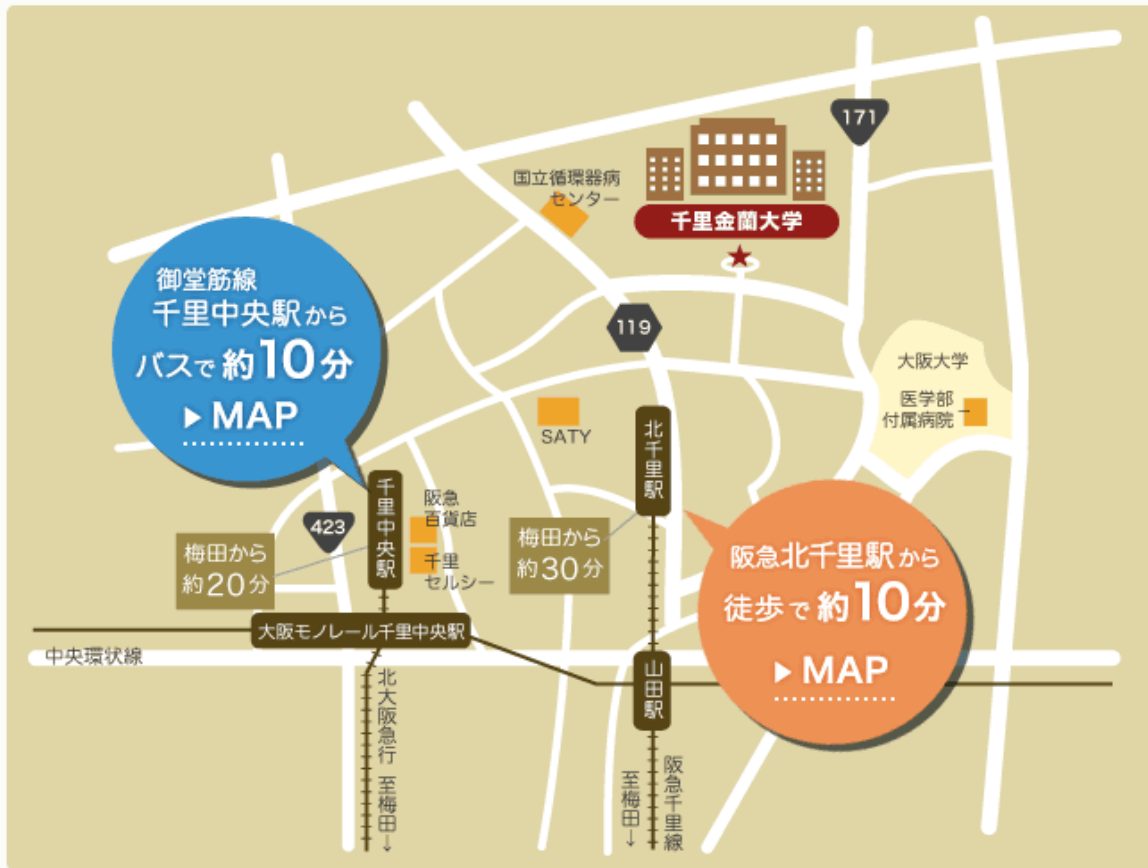 171
国立循環器病
センター
千里金蘭大学
御堂筋線
千里中央駅から
バスで約10分
▶ MAP
119
大阪大学
医学部
付属病院
SATY
北千里駅
千里中央駅
阪急
百貨店
千里
セルシー
423
梅田から
約20分
梅田から
約30分
阪急北千里駅から
徒歩で約10分
▶ MAP
大阪モノレール千里中央駅
中央環状線
山田駅
北大阪急行 至梅田↓
至梅田↓
阪急千里線